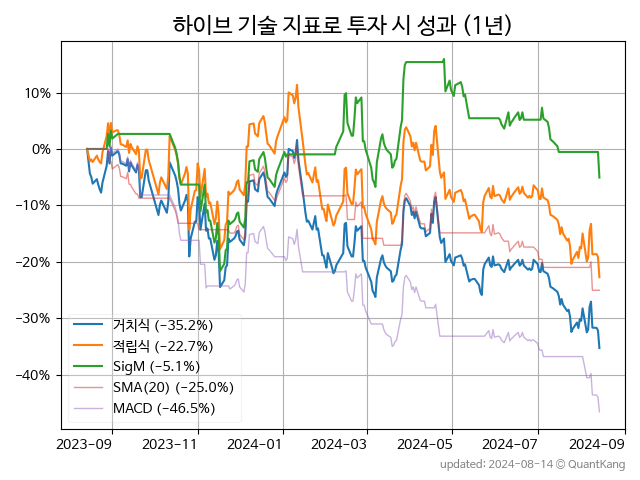 하이브 기술 지표로 투자 시 성과 (1년)
10%
0%
−10%
−20%
−30%
−40%
거치식 (−35.2%)
적립식 (−22.7%)
SigM (−5.1%)
SMA(20) (−25.0%)
MACD (−46.5%)
2023-09
2023-11
2024-01
2024-03
2024-05
2024-07
2024-09
updated: 2024-08-14 © QuantKang